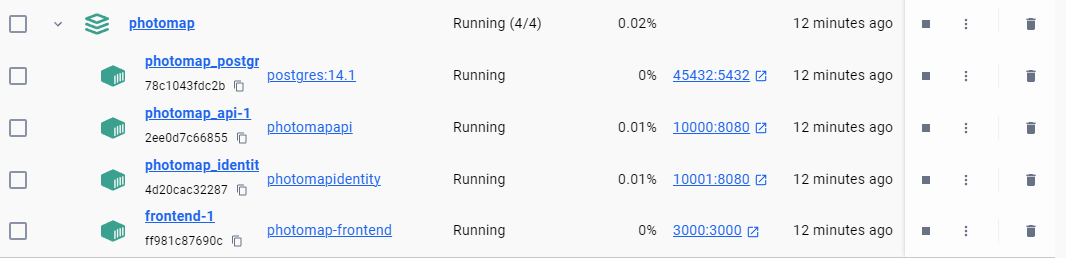 photomap Running (4/4) 0.02% 12 minutes ago
photomap_postgr postgres:14.1 Running 0% 45432:5432 12 minutes ago
78c1043fdc2b
photomap_api-1 photomapapi Running 0.01% 10000:8080 12 minutes ago
2ee0d7c66855
photomap_identit photomapidentity Running 0.01% 10001:8080 12 minutes ago
4d20cac32287
frontend-1 photomap-frontend Running 0% 3000:3000 12 minutes ago
ff981c87690c